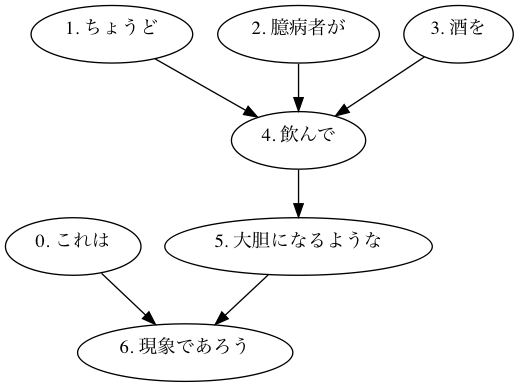 1. ちょうど
2. 臆病者が
3. 酒を
4. 飲んで
0. これは
5. 大胆になるような
6. 現象であろう